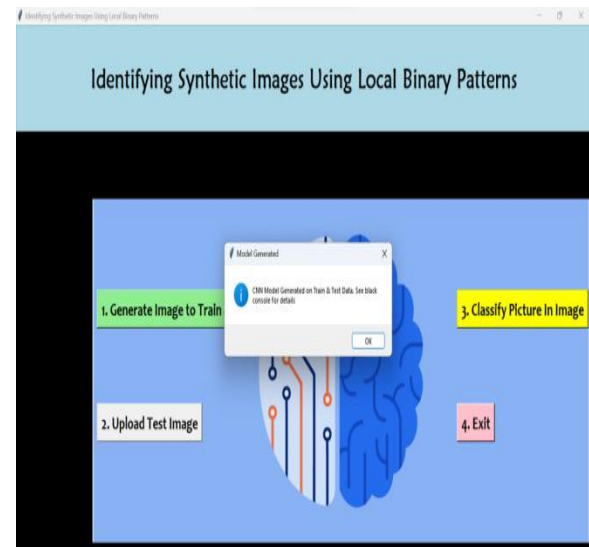 Identifying Synthetic Images Using Local Binary Patterns
Identifying Synthetic Images Using Local Binary Patterns
Model Generated
CNN Model Generated on Train & Test Data. See black
console for details
OK
1. Generate Image to Train
3. Classify Picture In Image
2. Upload Test Image
4. Exit